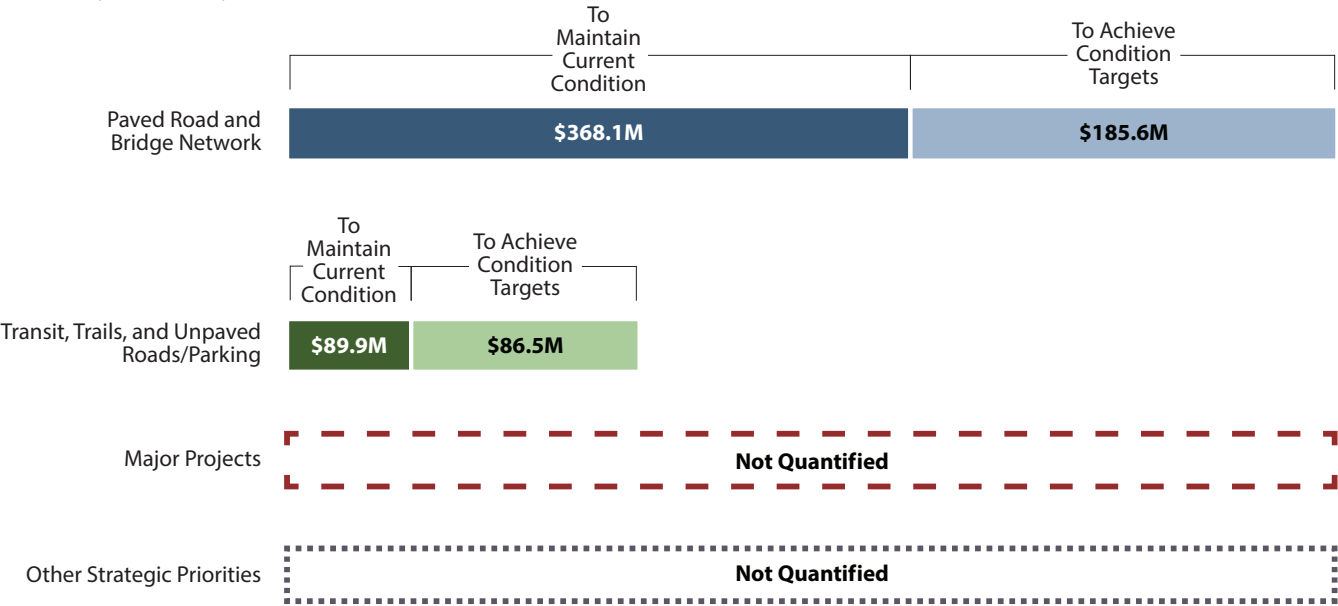 To
Maintain
Current
Condition
To Achieve
Condition
Targets
Paved Road and
Bridge Network
$368.1M
$185.6M
To
Maintain
Current
Condition
To Achieve
Condition
Targets
Transit, Trails, and Unpaved
Roads/Parking
$89.9M
$86.5M
Major Projects
Not Quantified
Other Strategic Priorities
Not Quantified